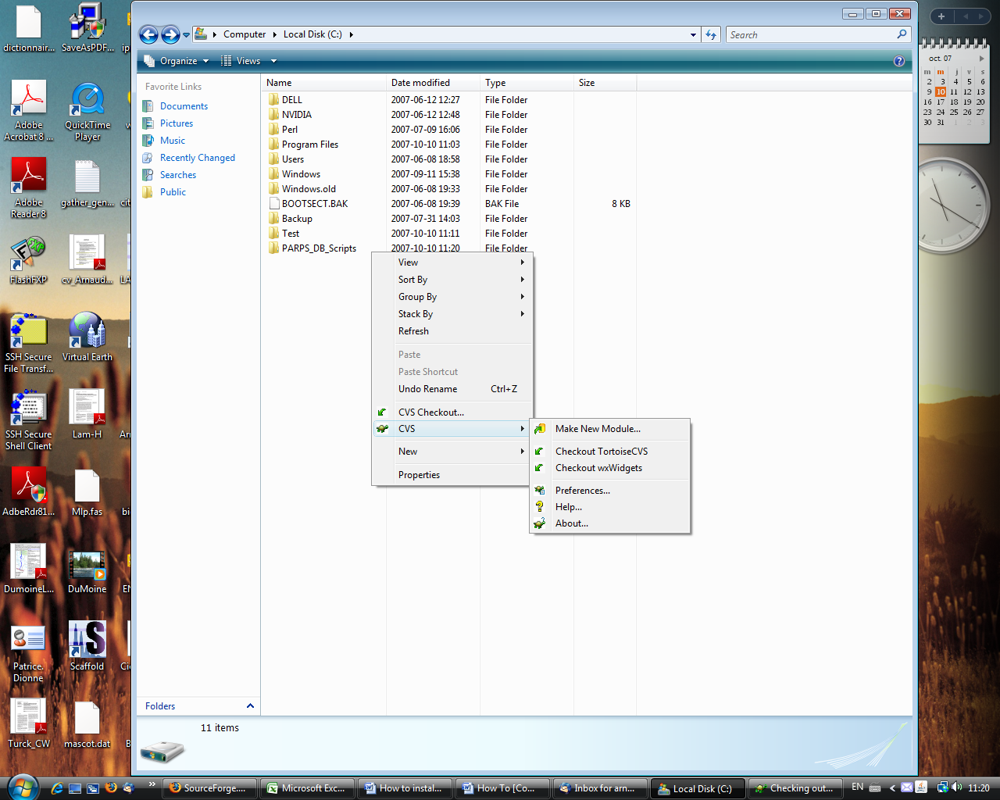 dictionnair...
SaveAsPDF...
ip
Adobe
Acrobat 8 ...
QuickTime
Player
w
Adobe
Reader 8
gather_gen...
cit
FlashFXP
cv_Arnaud...
LA
SSH Secure
File Transf...
Virtual Earth
SSH Secure
Shell Client
Lam-H
Ar
AdbeRdr81...
Mlp.fas
bi
DumoineL...
DuMoine
EN
Patrice.
Dionne
Scaffold
Cie
Turck_CW
mascot.dat
B
Computer
Local Disk (C:)
Search
Organize
Views
Favorite Links
Documents
Pictures
Music
Recently Changed
Searches
Public
Folders
Name Date modified Type Size
DELL 2007-06-12 12:27 File Folder
NVIDIA 2007-06-12 12:48 File Folder
Perl 2007-07-09 16:06 File Folder
Program Files 2007-10-10 11:03 File Folder
Users 2007-06-08 18:58 File Folder
Windows 2007-09-11 15:38 File Folder
Windows.old 2007-06-08 19:33 File Folder
BOOTSECT.BAK 2007-06-08 19:39 BAK File 8 KB
Backup 2007-07-31 14:03 File Folder
Test 2007-10-10 11:11 File Folder
PARPS_DB_Scripts 2007-10-10 11:20 File Folder
View
Sort By
Group By
Stack By
Refresh
Paste
Paste Shortcut
Undo Rename Ctrl+Z
CVS Checkout...
CVS
New
Properties
Make New Module...
Checkout TortoiseCVS
Checkout wxWidgets
Preferences...
Help...
About...
11 items
oct. 07
m m j v s
2 3 4 5 6
9 10 11 12 13
16 17 18 19 20
23 24 25 26 27
30 31 1 2 3
SourceForge....
Microsoft Exc...
How to instal...
How To [Co...
Inbox for arn...
Local Disk (C:)
Checking out...
EN
11:20